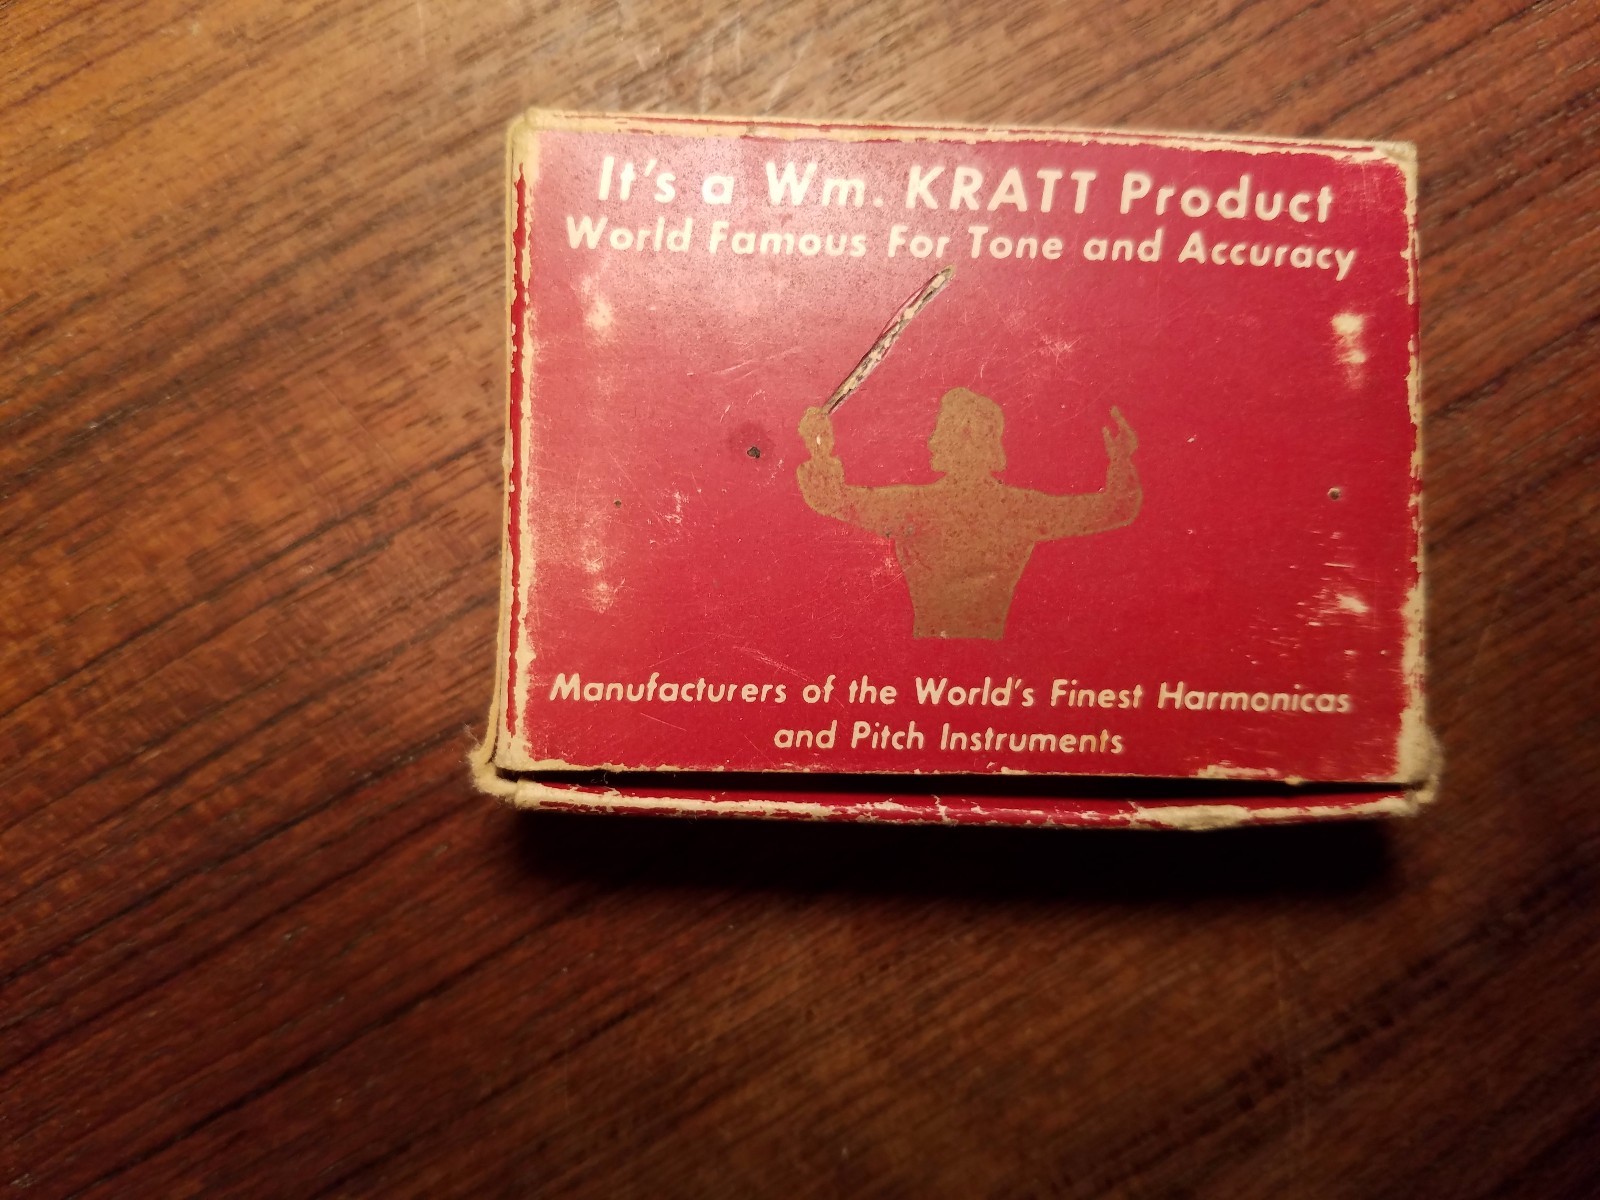 It's a Wm. KRATT Product
World Famous For Tone and Accuracy
Manufacturers of the World's Finest Harmonicas
and Pitch Instruments